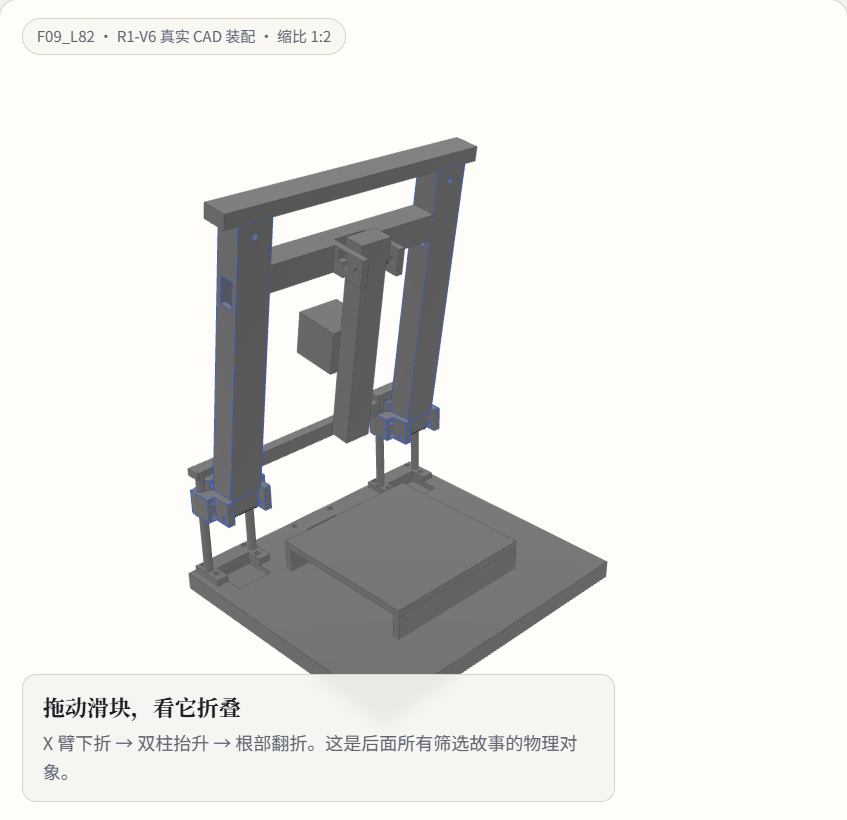 F09_L82 · R1-V6 真实 CAD 装配 · 缩比 1:2
拖动滑块，看它折叠
X 臂下折 → 双柱抬升 → 根部翻折。这是后面所有筛选故事的物理对
象。